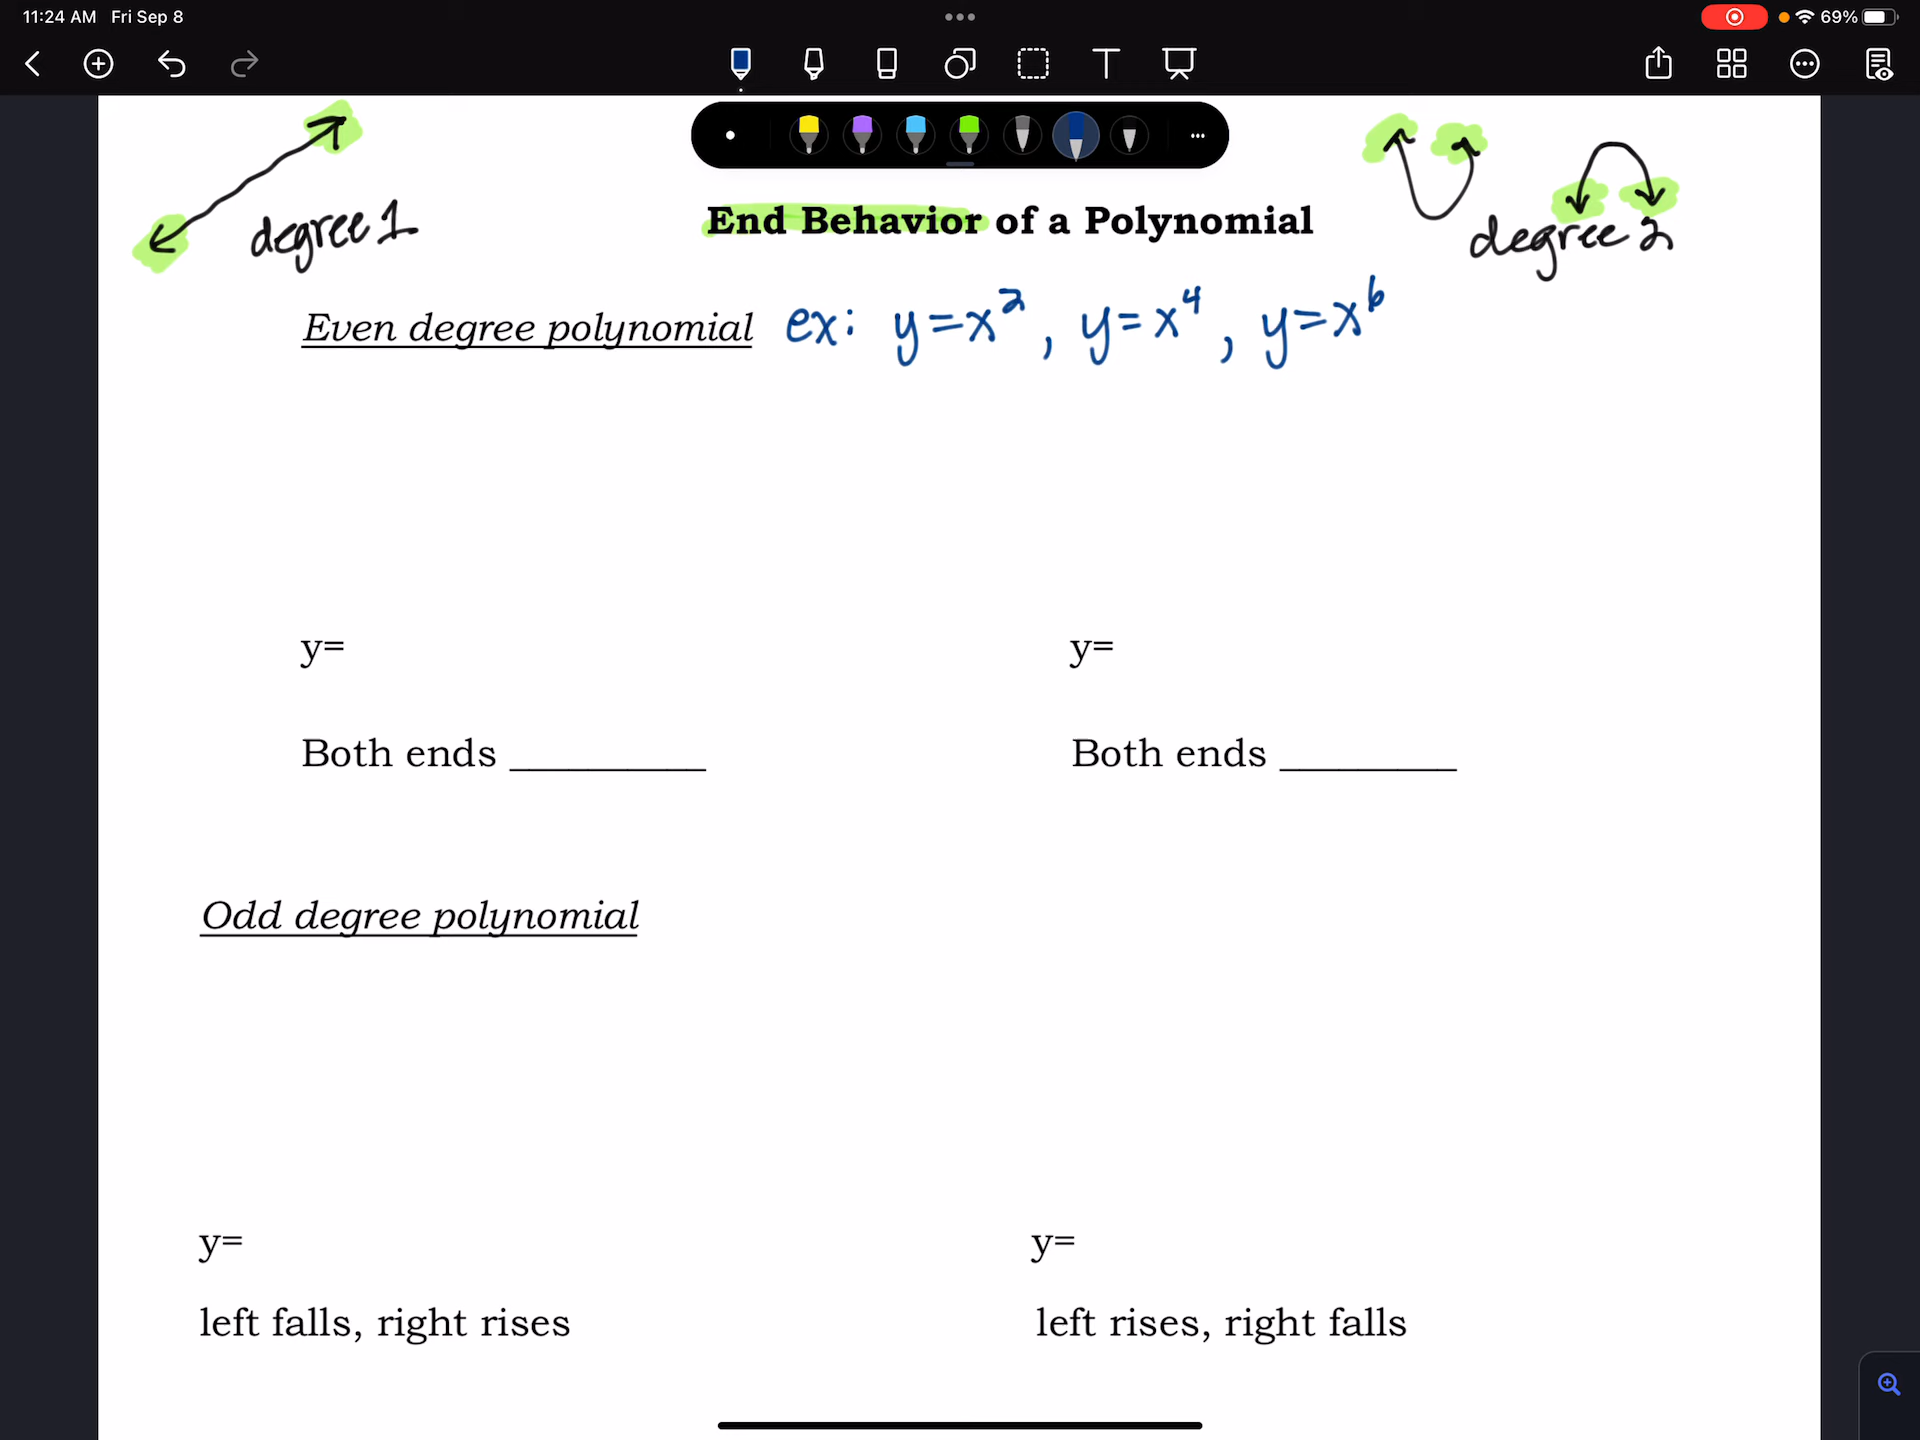 11:24 AM Fri Sep 8
69%
degree 1
End Behavior of a Polynomial
degree 2
Even degree polynomial ex: y=x², y=x⁴, y=x⁶
y= y=
Both ends __________ Both ends _________
Odd degree polynomial
y= y=
left falls, right rises left rises, right falls